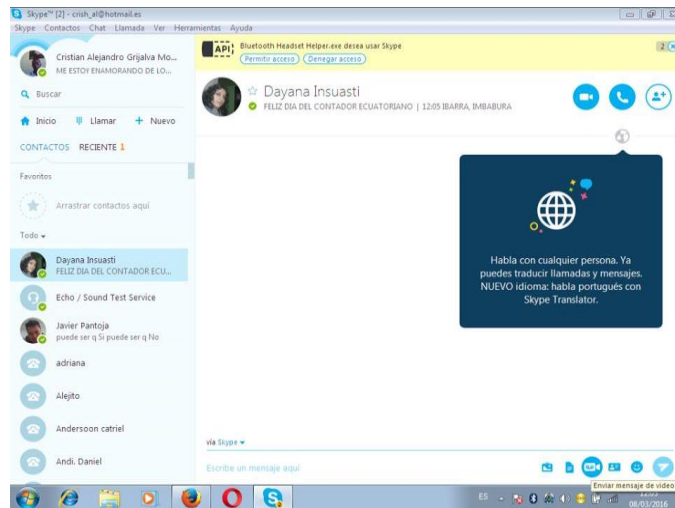 Skype™ [2] - crish_al@hotmail.es
Skype Contactos Chat Llamada Ver Herramientas Ayuda
Cristian Alejandro Grijalva Mo...
ME ESTOY ENAMORANDO DE LO...
Buscar
Inicio Llamar + Nuevo
CONTACTOS RECIENTE 1
Favoritos
Arrastrar contactos aquí
Todo
Dayana Insuasti
FELIZ DIA DEL CONTADOR ECU...
Echo / Sound Test Service
Javier Pantoja
puede ser q Si puede ser q No
adriana
Alejito
Andersoon catriel
Andi. Daniel
API
Bluetooth Headset Helper.exe desea usar Skype
(Permitir acceso) (Denegar acceso)
2
Dayana Insuasti
FELIZ DIA DEL CONTADOR ECUATORIANO | 12:05 IBARRA, IMBABURA
Habla con cualquier persona. Ya
puedes traducir llamadas y mensajes.
NUEVO idioma: habla portugués con
Skype Translator.
vía Skype
Escribe un mensaje aquí
Enviar mensaje de video
ES
08/03/2016